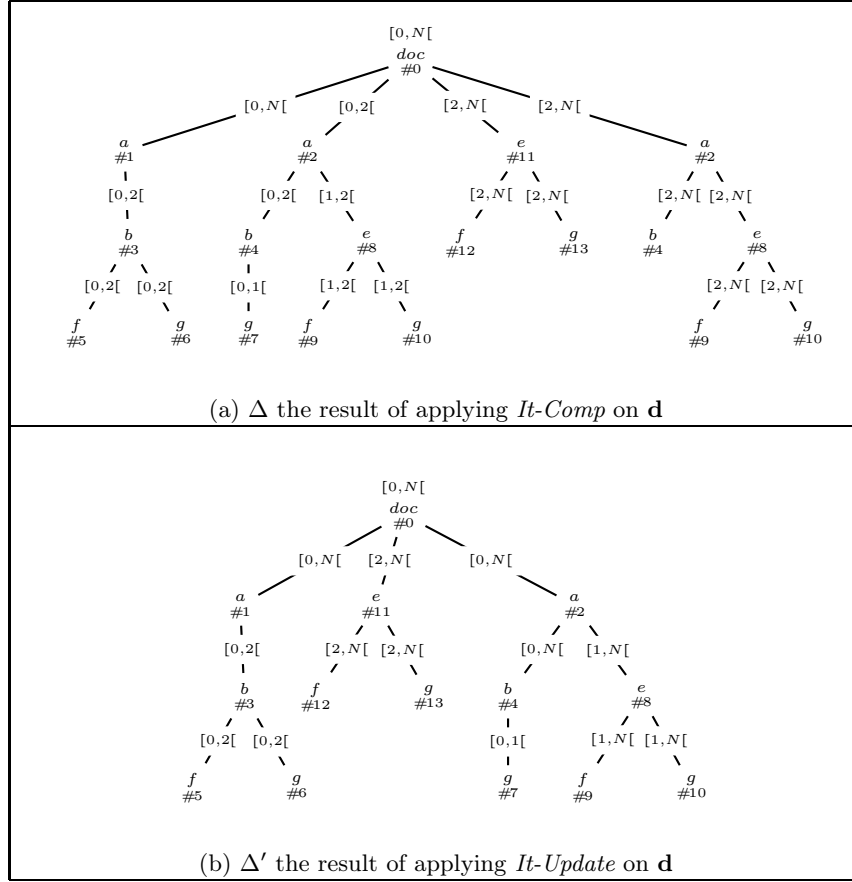 [0,N[
doc
#0
[0,N[ [0,2[ [2,N[ [2,N[
a a e a
#1 #2 #11 #2
[0,2[ [0,2[ [1,2[ [2,N[ [2,N[ [2,N[ [2,N[
b b e f g b e
#3 #4 #8 #12 #13 #4 #8
[0,2[ [0,2[ [0,1[ [1,2[ [1,2[ [2,N[ [2,N[
f g g f g f g
#5 #6 #7 #9 #10 #9 #10
(a) Δ the result of applying It-Comp on d
[0,N[
doc
#0
[0,N[ [2,N[ [0,N[
a e a
#1 #11 #2
[0,2[ [2,N[ [2,N[ [0,N[ [1,N[
b f g b e
#3 #12 #13 #4 #8
[0,2[ [0,2[ [0,1[ [1,N[ [1,N[
f g g f g
#5 #6 #7 #9 #10
(b) Δ′ the result of applying It-Update on d